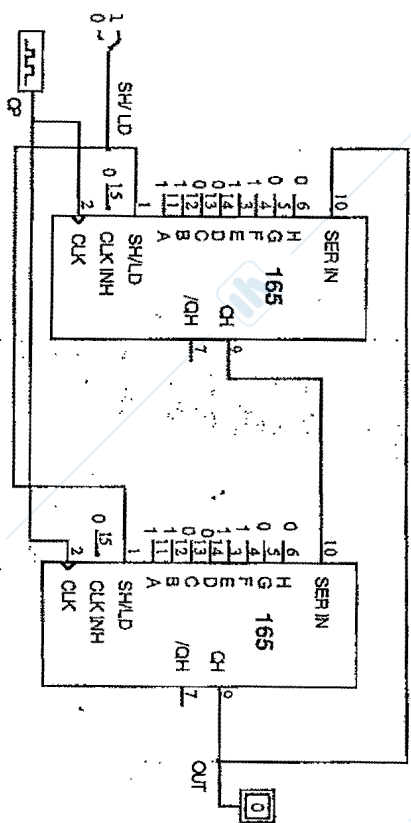 10 SER IN
0 6 H
0 5 G
1 4 F
1 3 E
0 14 D
0 13 C
1 12 B
1 11 A
1 SH/LD
0 15 CLK INH
2 CLK
165
QH 9
/QH 7
10 SER IN
0 6 H
0 5 G
1 4 F
1 3 E
0 14 D
0 13 C
1 12 B
1 11 A
1 SH/LD
0 15 CLK INH
2 CLK
165
QH 9
/QH 7
OUT
0
1
0
SH/LD
CP